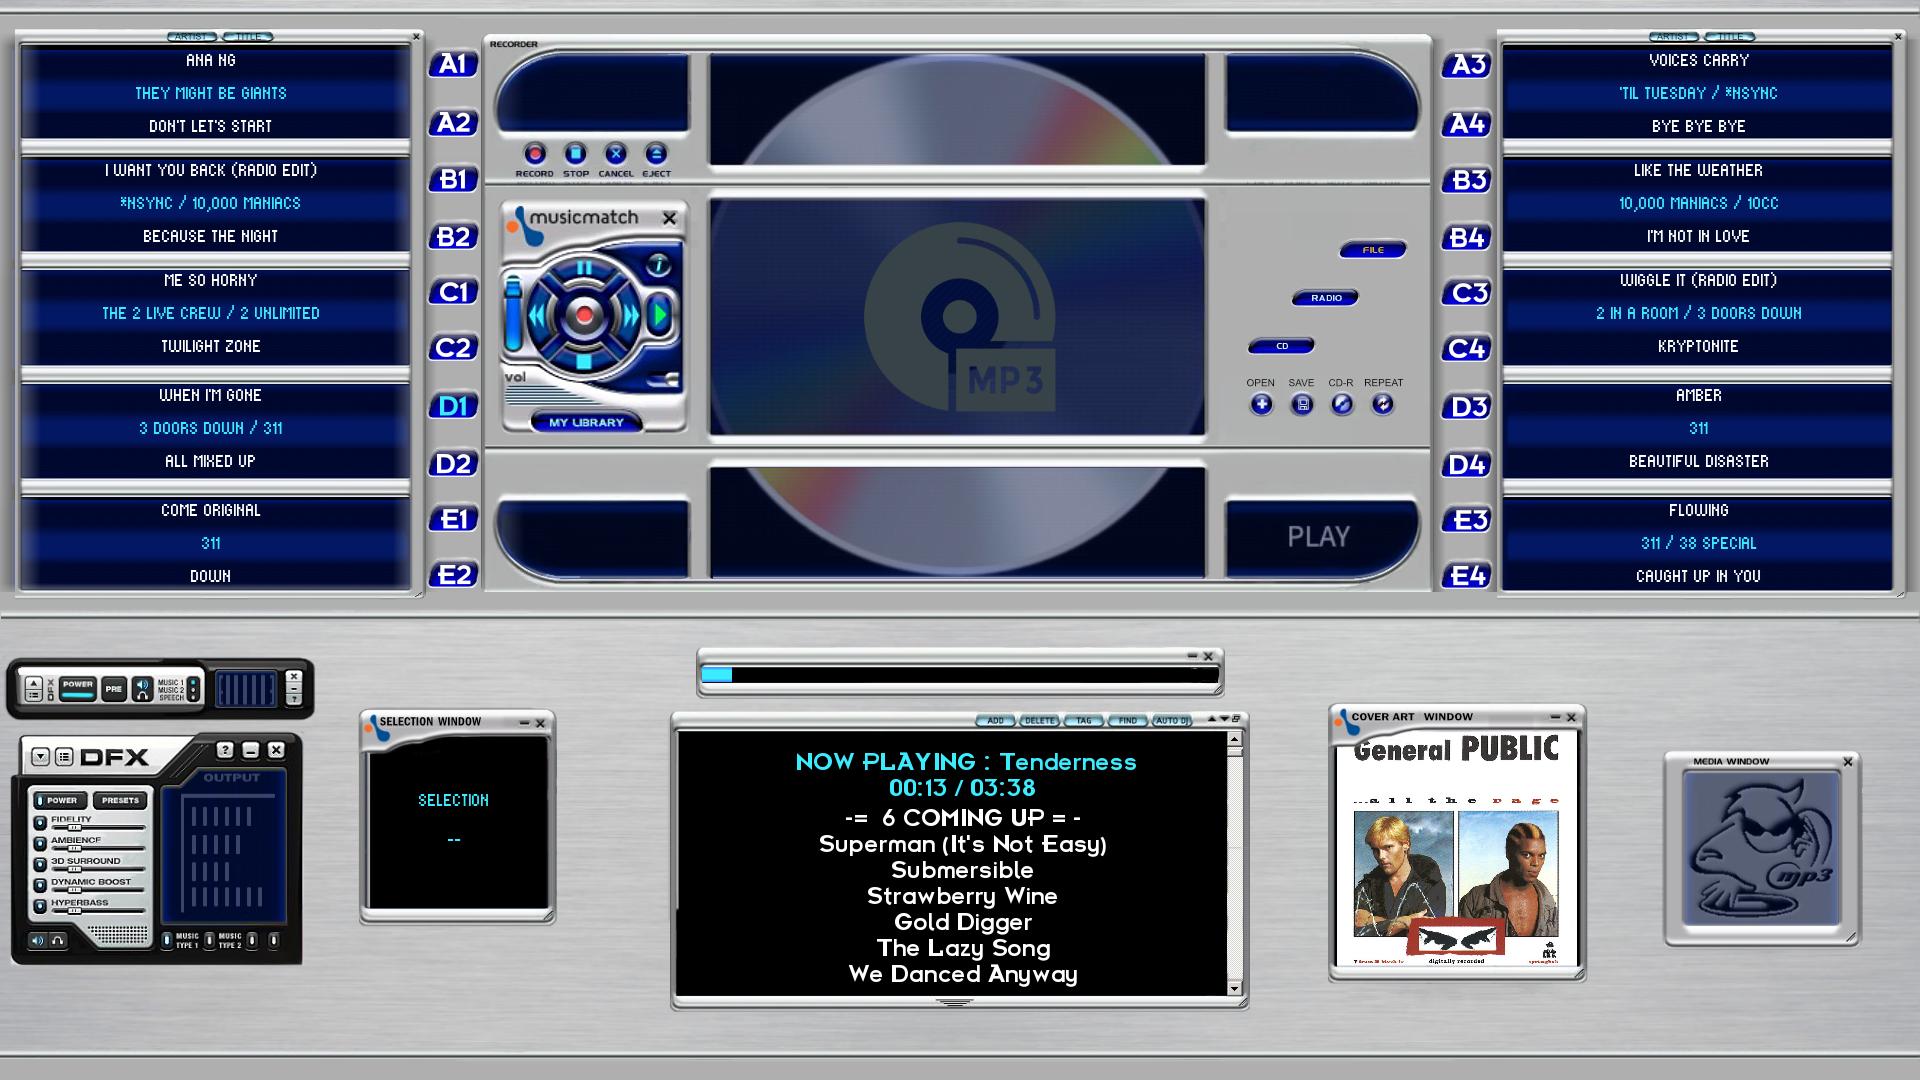 ARTIST TITLE
ANA NG
THEY MIGHT BE GIANTS
DON'T LET'S START
I WANT YOU BACK (RADIO EDIT)
*NSYNC / 10,000 MANIACS
BECAUSE THE NIGHT
ME SO HORNY
THE 2 LIVE CREW / 2 UNLIMITED
TWILIGHT ZONE
WHEN I'M GONE
3 DOORS DOWN / 311
ALL MIXED UP
COME ORIGINAL
311
DOWN
A1
A2
B1
B2
C1
C2
D1
D2
E1
E2
RECORDER
RECORD STOP CANCEL EJECT
musicmatch
i
vol
MY LIBRARY
MP3
FILE
RADIO
CD
OPEN SAVE CD-R REPEAT
PLAY
A3
A4
B3
B4
C3
C4
D3
D4
E3
E4
ARTIST TITLE
VOICES CARRY
'TIL TUESDAY / *NSYNC
BYE BYE BYE
LIKE THE WEATHER
10,000 MANIACS / 10CC
I'M NOT IN LOVE
WIGGLE IT (RADIO EDIT)
2 IN A ROOM / 3 DOORS DOWN
KRYPTONITE
AMBER
311
BEAUTIFUL DISASTER
FLOWING
311 / 38 SPECIAL
CAUGHT UP IN YOU
DFX
POWER
PRE
MUSIC 1
MUSIC 2
SPEECH
DFX
OUTPUT
POWER PRESETS
FIDELITY
AMBIENCE
3D SURROUND
DYNAMIC BOOST
HYPERBASS
MUSIC TYPE 1
MUSIC TYPE 2
SELECTION WINDOW
SELECTION
--
ADD DELETE TAG FIND AUTO DJ
NOW PLAYING : Tenderness
00:13 / 03:38
-= 6 COMING UP = -
Superman (It's Not Easy)
Submersible
Strawberry Wine
Gold Digger
The Lazy Song
We Danced Anyway
COVER ART WINDOW
General PUBLIC
...all the rage
digitally recorded
MEDIA WINDOW
mp3